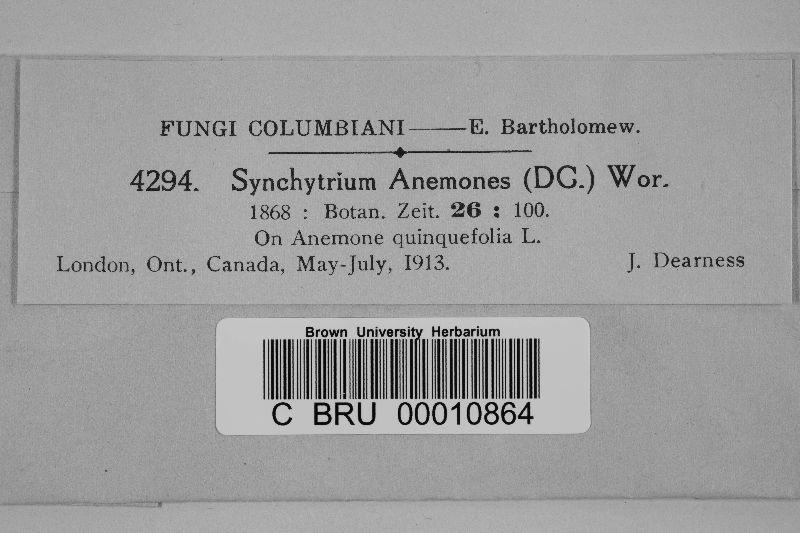 FUNGI COLUMBIANI——E. Bartholomew.
4294. Synchytrium Anemones (DC.) Wor.
1868 : Botan. Zeit. 26 : 100.
On Anemone quinquefolia L.
London, Ont., Canada, May-July, 1913. J. Dearness
Brown University Herbarium
C BRU 00010864